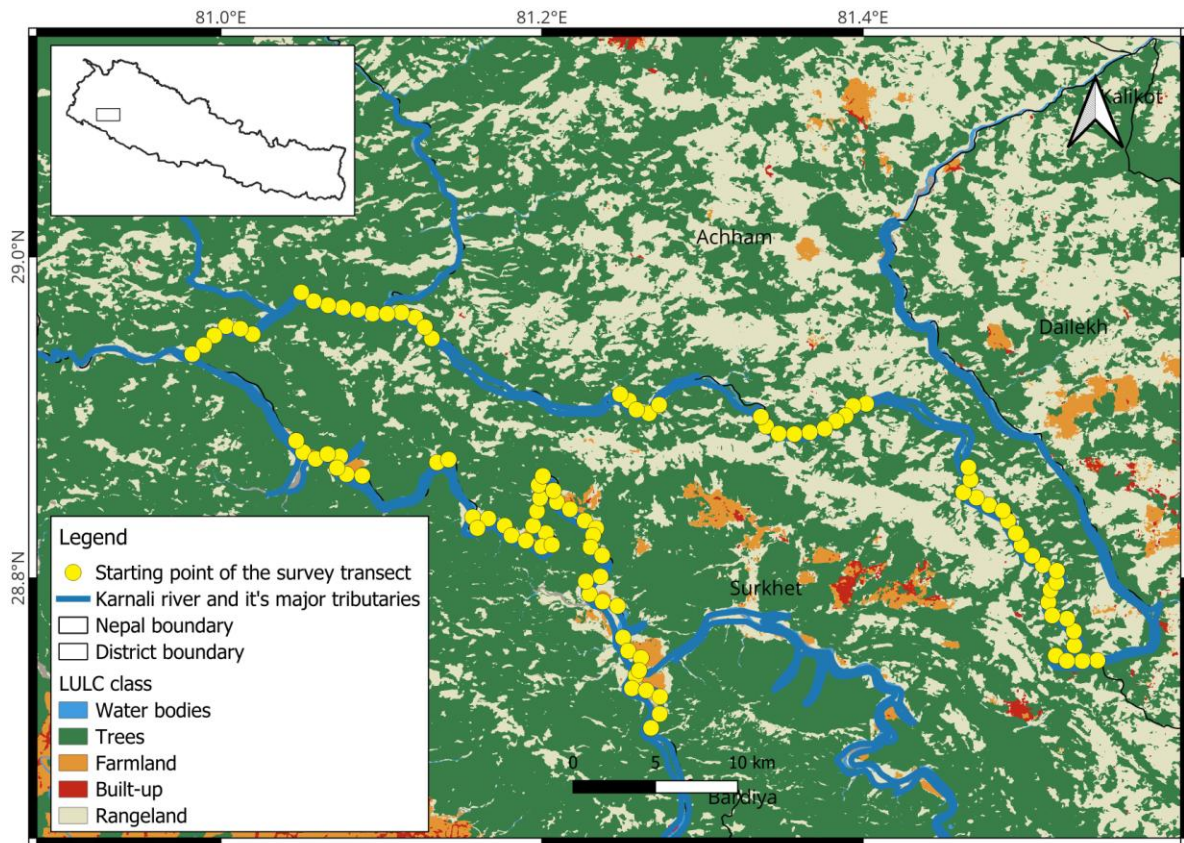 81.0°E
81.2°E
81.4°E
Kalikot
29.0°N
Achham
Dailekh
28.8°N
Surkhet
Legend
Starting point of the survey transect
Karnali river and it's major tributaries
Nepal boundary
District boundary
LULC class
Water bodies
Trees
Farmland
Built-up
Rangeland
0 5 10 km
Bardiya